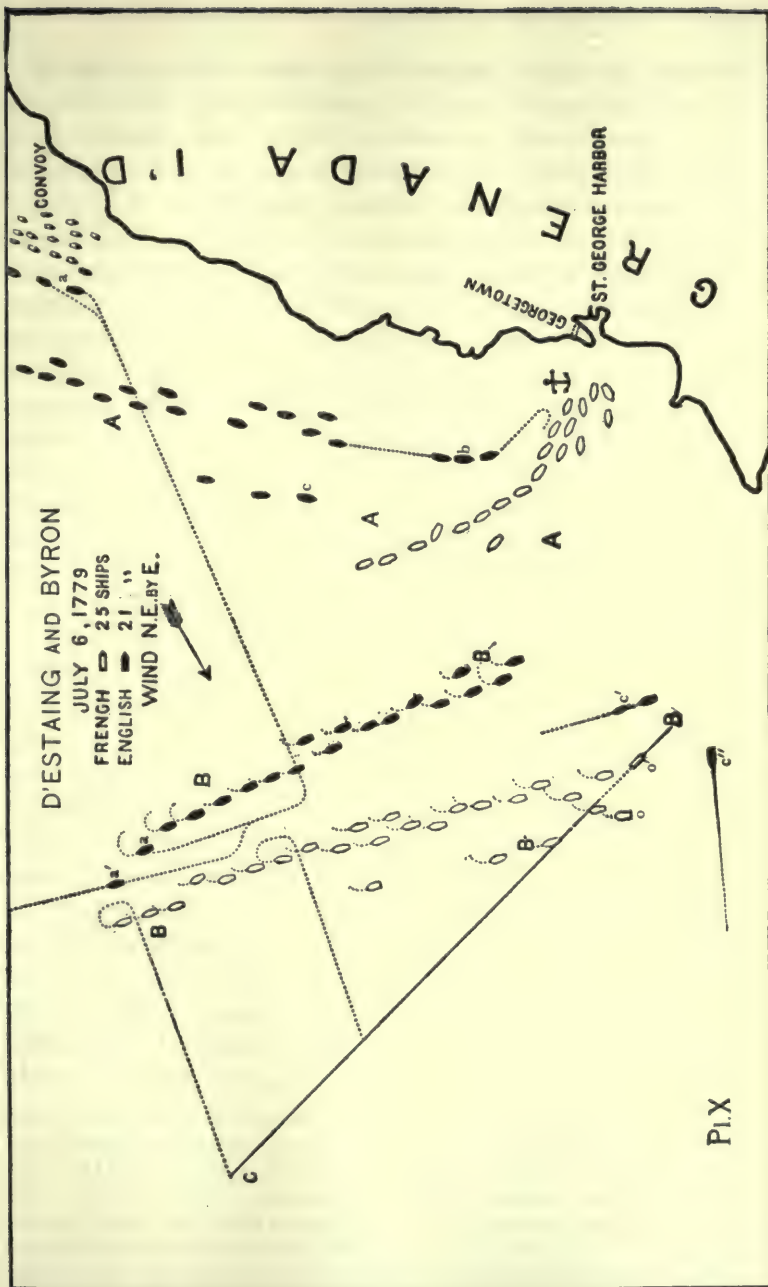 D'ESTAING AND BYRON
JULY 6, 1779
FRENCH 25 SHIPS
ENGLISH 21 "
WIND N.E. BY E.
CONVOY
GRENADA I'D
GEORGETOWN
ST. GEORGE HARBOR
a
A
b
c
A
A
B
a
a'
B
B'
B'
B'
c'
c"
o
o
C
Pl.X